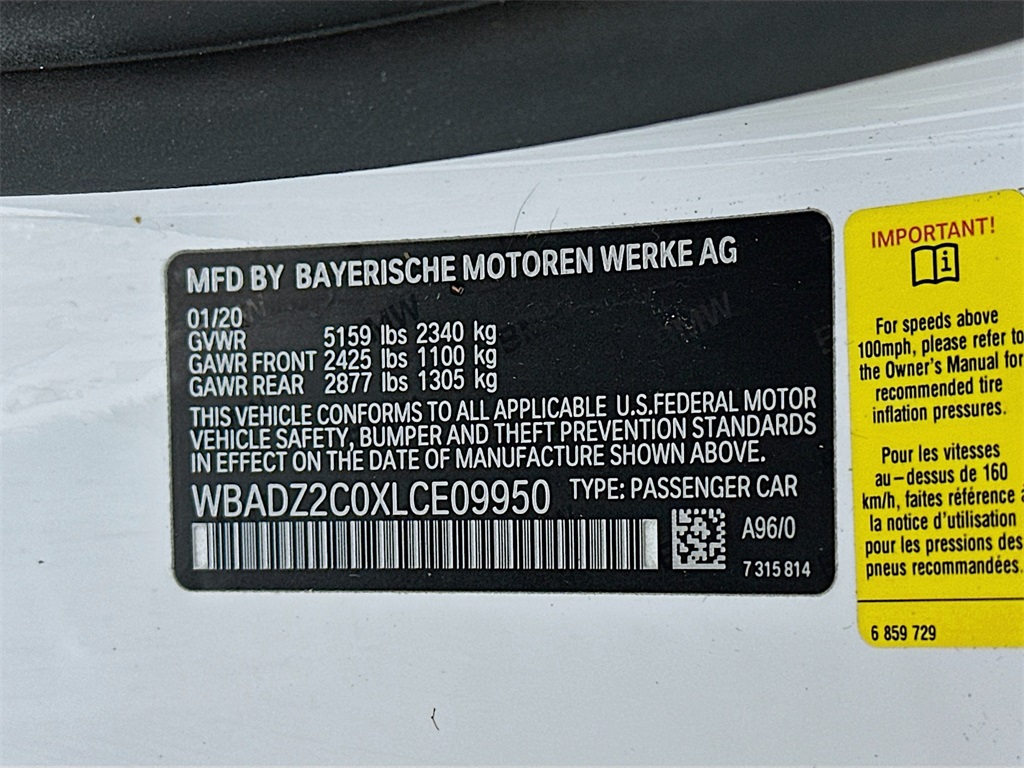 MFD BY BAYERISCHE MOTOREN WERKE AG
01/20
GVWR 5159 lbs 2340 kg
GAWR FRONT 2425 lbs 1100 kg
GAWR REAR 2877 lbs 1305 kg
THIS VEHICLE CONFORMS TO ALL APPLICABLE U.S.FEDERAL MOTOR
VEHICLE SAFETY, BUMPER AND THEFT PREVENTION STANDARDS
IN EFFECT ON THE DATE OF MANUFACTURE SHOWN ABOVE.
WBADZ2C0XLCE09950 TYPE: PASSENGER CAR
A96/0
7 315 814
IMPORTANT!
For speeds above
100mph, please refer to
the Owner's Manual for
recommended tire
inflation pressures.
Pour les vitesses
au-dessus de 160
km/h, faites référence à
la notice d'utilisation
pour les pressions des
pneus recommandées.
6 859 729